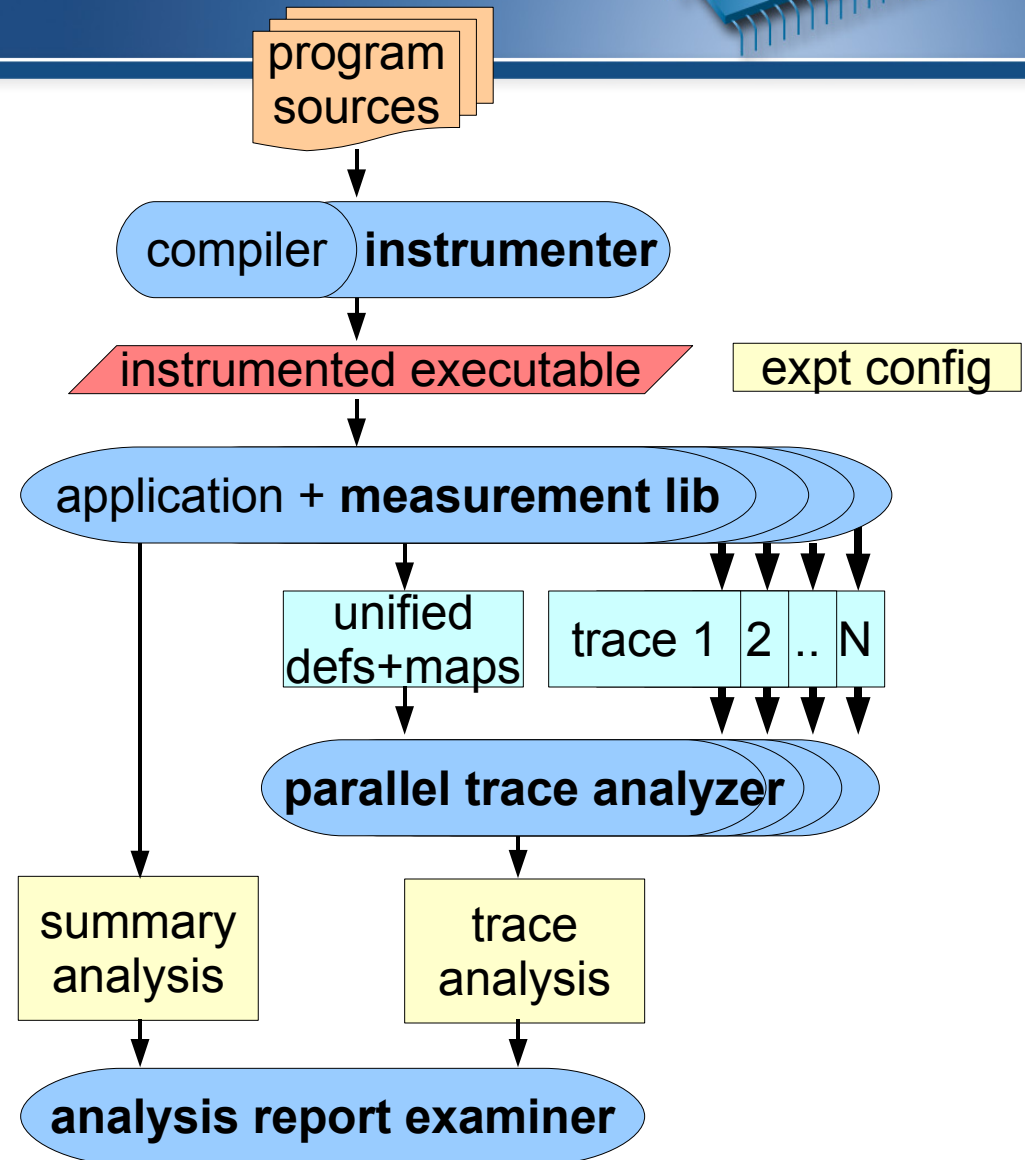 program
sources
compiler instrumenter
instrumented executable
expt config
application + measurement lib
unified
defs+maps
trace 1 2 .. N
parallel trace analyzer
summary
analysis
trace
analysis
analysis report examiner